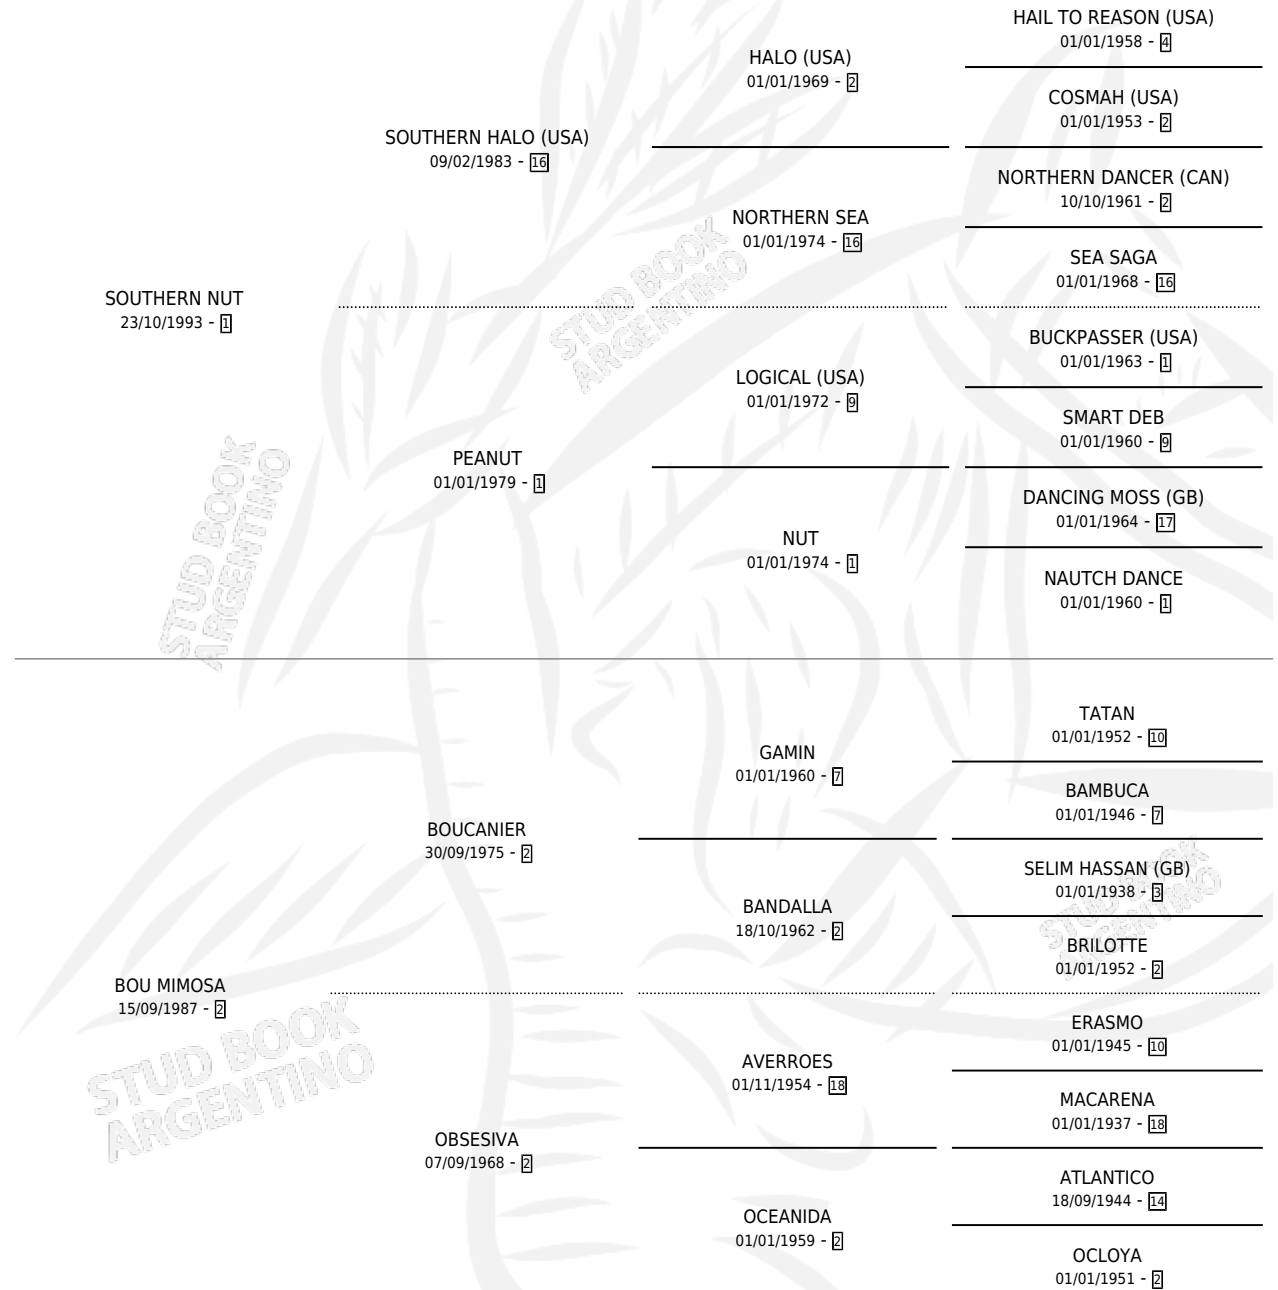 HAIL TO REASON (USA)
01/01/1958 - 4
HALO (USA)
01/01/1969 - 2
COSMAH (USA)
01/01/1953 - 2
SOUTHERN HALO (USA)
09/02/1983 - 16
NORTHERN DANCER (CAN)
10/10/1961 - 2
NORTHERN SEA
01/01/1974 - 16
SEA SAGA
01/01/1968 - 16
SOUTHERN NUT
23/10/1993 - 1
BUCKPASSER (USA)
01/01/1963 - 1
LOGICAL (USA)
01/01/1972 - 9
SMART DEB
01/01/1960 - 9
PEANUT
01/01/1979 - 1
DANCING MOSS (GB)
01/01/1964 - 17
NUT
01/01/1974 - 1
NAUTCH DANCE
01/01/1960 - 1
TATAN
01/01/1952 - 10
GAMIN
01/01/1960 - 7
BAMBUCA
01/01/1946 - 7
BOUCANIER
30/09/1975 - 2
SELIM HASSAN (GB)
01/01/1938 - 3
BANDALLA
18/10/1962 - 2
BRILOTTE
01/01/1952 - 2
BOU MIMOSA
15/09/1987 - 2
ERASMO
01/01/1945 - 10
AVERROES
01/11/1954 - 18
MACARENA
01/01/1937 - 18
OBSESIVA
07/09/1968 - 2
ATLANTICO
18/09/1944 - 14
OCEANIDA
01/01/1959 - 2
OCLOYA
01/01/1951 - 2
STUD BOOK
ARGENTINO
STUD BOOK
ARGENTINO
STUD BOOK
ARGENTINO
STUD BOOK
ARGENTINO